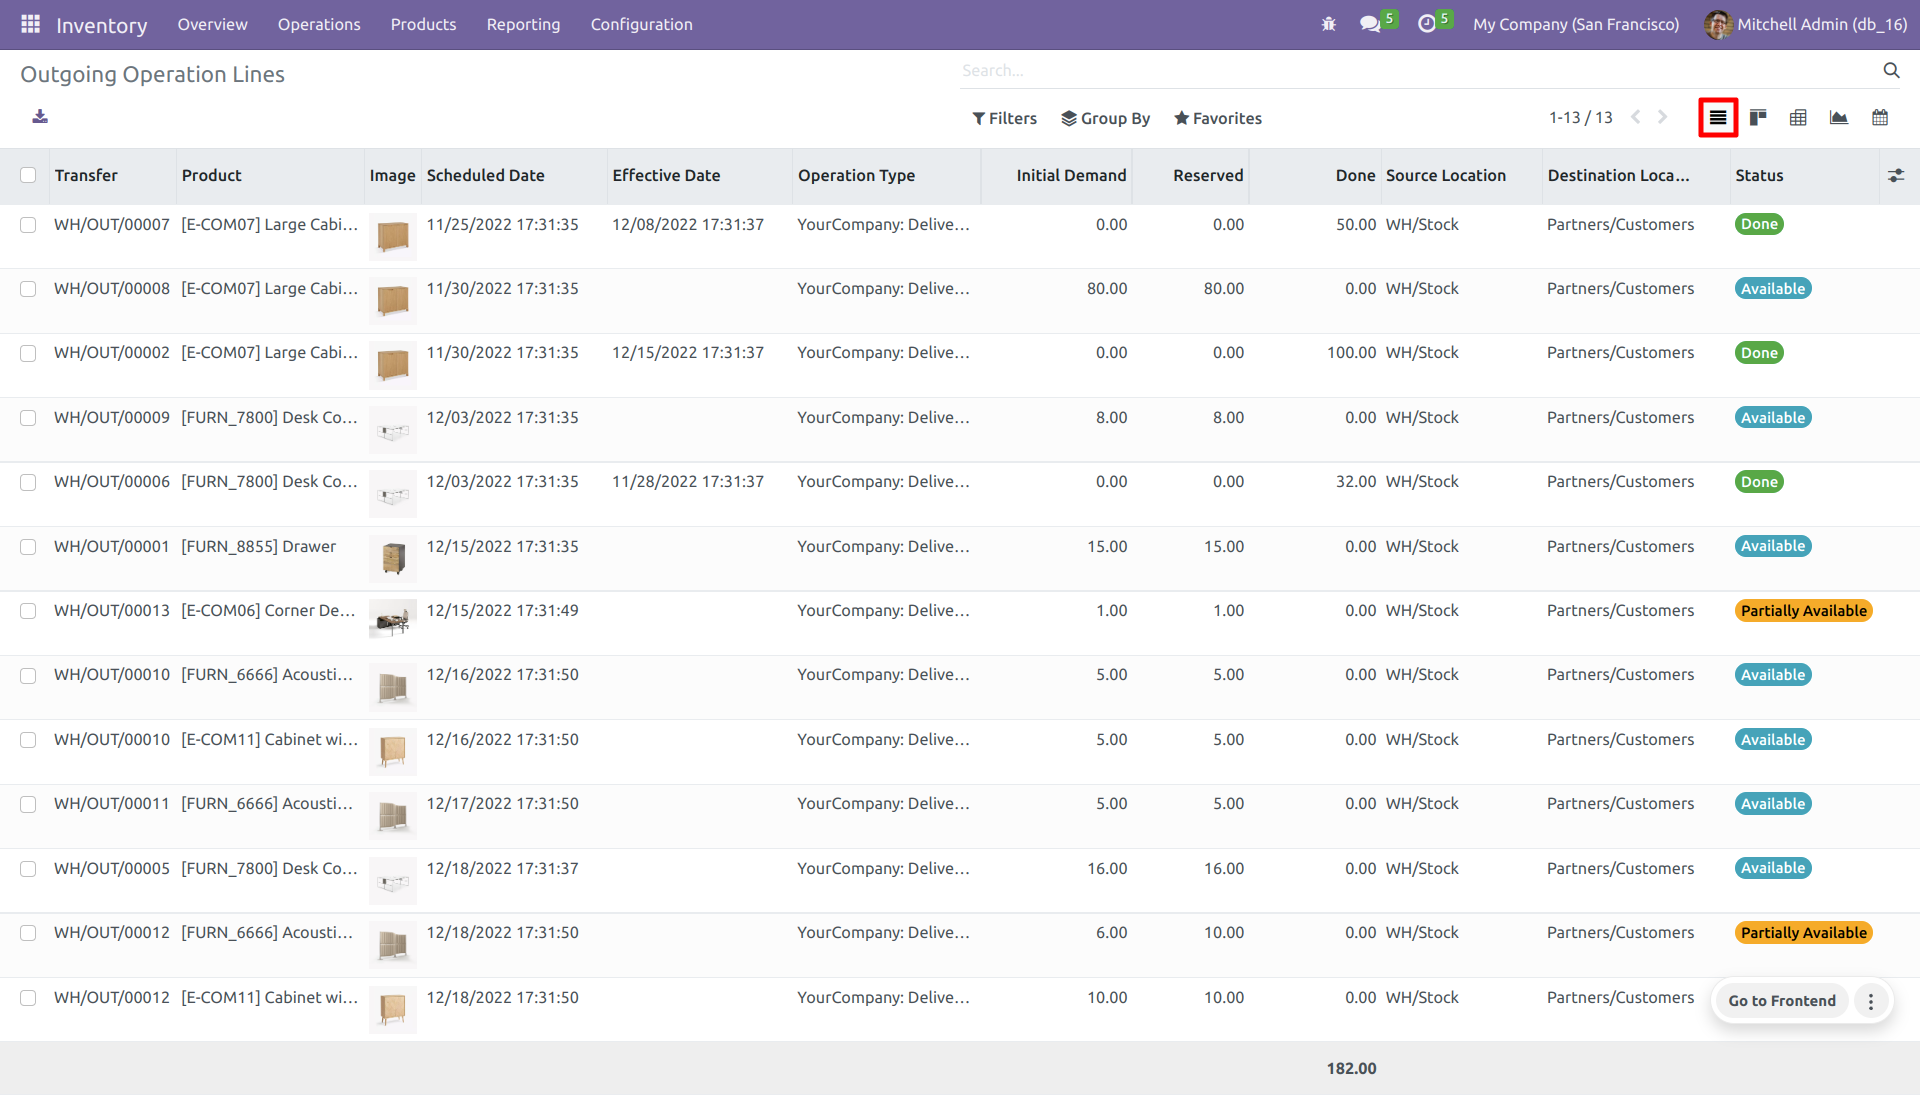 Inventory Overview Operations Products Reporting Configuration 5 5 My Company (San Francisco) Mitchell Admin (db_16)
Outgoing Operation Lines Search...
Filters Group By Favorites 1-13 / 13
Transfer Product Image Scheduled Date Effective Date Operation Type Initial Demand Reserved Done Source Location Destination Loca... Status
WH/OUT/00007 [E-COM07] Large Cabi... 11/25/2022 17:31:35 12/08/2022 17:31:37 YourCompany: Delive... 0.00 0.00 50.00 WH/Stock Partners/Customers Done
WH/OUT/00008 [E-COM07] Large Cabi... 11/30/2022 17:31:35 YourCompany: Delive... 80.00 80.00 0.00 WH/Stock Partners/Customers Available
WH/OUT/00002 [E-COM07] Large Cabi... 11/30/2022 17:31:35 12/15/2022 17:31:37 YourCompany: Delive... 0.00 0.00 100.00 WH/Stock Partners/Customers Done
WH/OUT/00009 [FURN_7800] Desk Co... 12/03/2022 17:31:35 YourCompany: Delive... 8.00 8.00 0.00 WH/Stock Partners/Customers Available
WH/OUT/00006 [FURN_7800] Desk Co... 12/03/2022 17:31:35 11/28/2022 17:31:37 YourCompany: Delive... 0.00 0.00 32.00 WH/Stock Partners/Customers Done
WH/OUT/00001 [FURN_8855] Drawer 12/15/2022 17:31:35 YourCompany: Delive... 15.00 15.00 0.00 WH/Stock Partners/Customers Available
WH/OUT/00013 [E-COM06] Corner De... 12/15/2022 17:31:49 YourCompany: Delive... 1.00 1.00 0.00 WH/Stock Partners/Customers Partially Available
WH/OUT/00010 [FURN_6666] Acousti... 12/16/2022 17:31:50 YourCompany: Delive... 5.00 5.00 0.00 WH/Stock Partners/Customers Available
WH/OUT/00010 [E-COM11] Cabinet wi... 12/16/2022 17:31:50 YourCompany: Delive... 5.00 5.00 0.00 WH/Stock Partners/Customers Available
WH/OUT/00011 [FURN_6666] Acousti... 12/17/2022 17:31:50 YourCompany: Delive... 5.00 5.00 0.00 WH/Stock Partners/Customers Available
WH/OUT/00005 [FURN_7800] Desk Co... 12/18/2022 17:31:37 YourCompany: Delive... 16.00 16.00 0.00 WH/Stock Partners/Customers Available
WH/OUT/00012 [FURN_6666] Acousti... 12/18/2022 17:31:50 YourCompany: Delive... 6.00 10.00 0.00 WH/Stock Partners/Customers Partially Available
WH/OUT/00012 [E-COM11] Cabinet wi... 12/18/2022 17:31:50 YourCompany: Delive... 10.00 10.00 0.00 WH/Stock Partners/Customers Go to Frontend
182.00